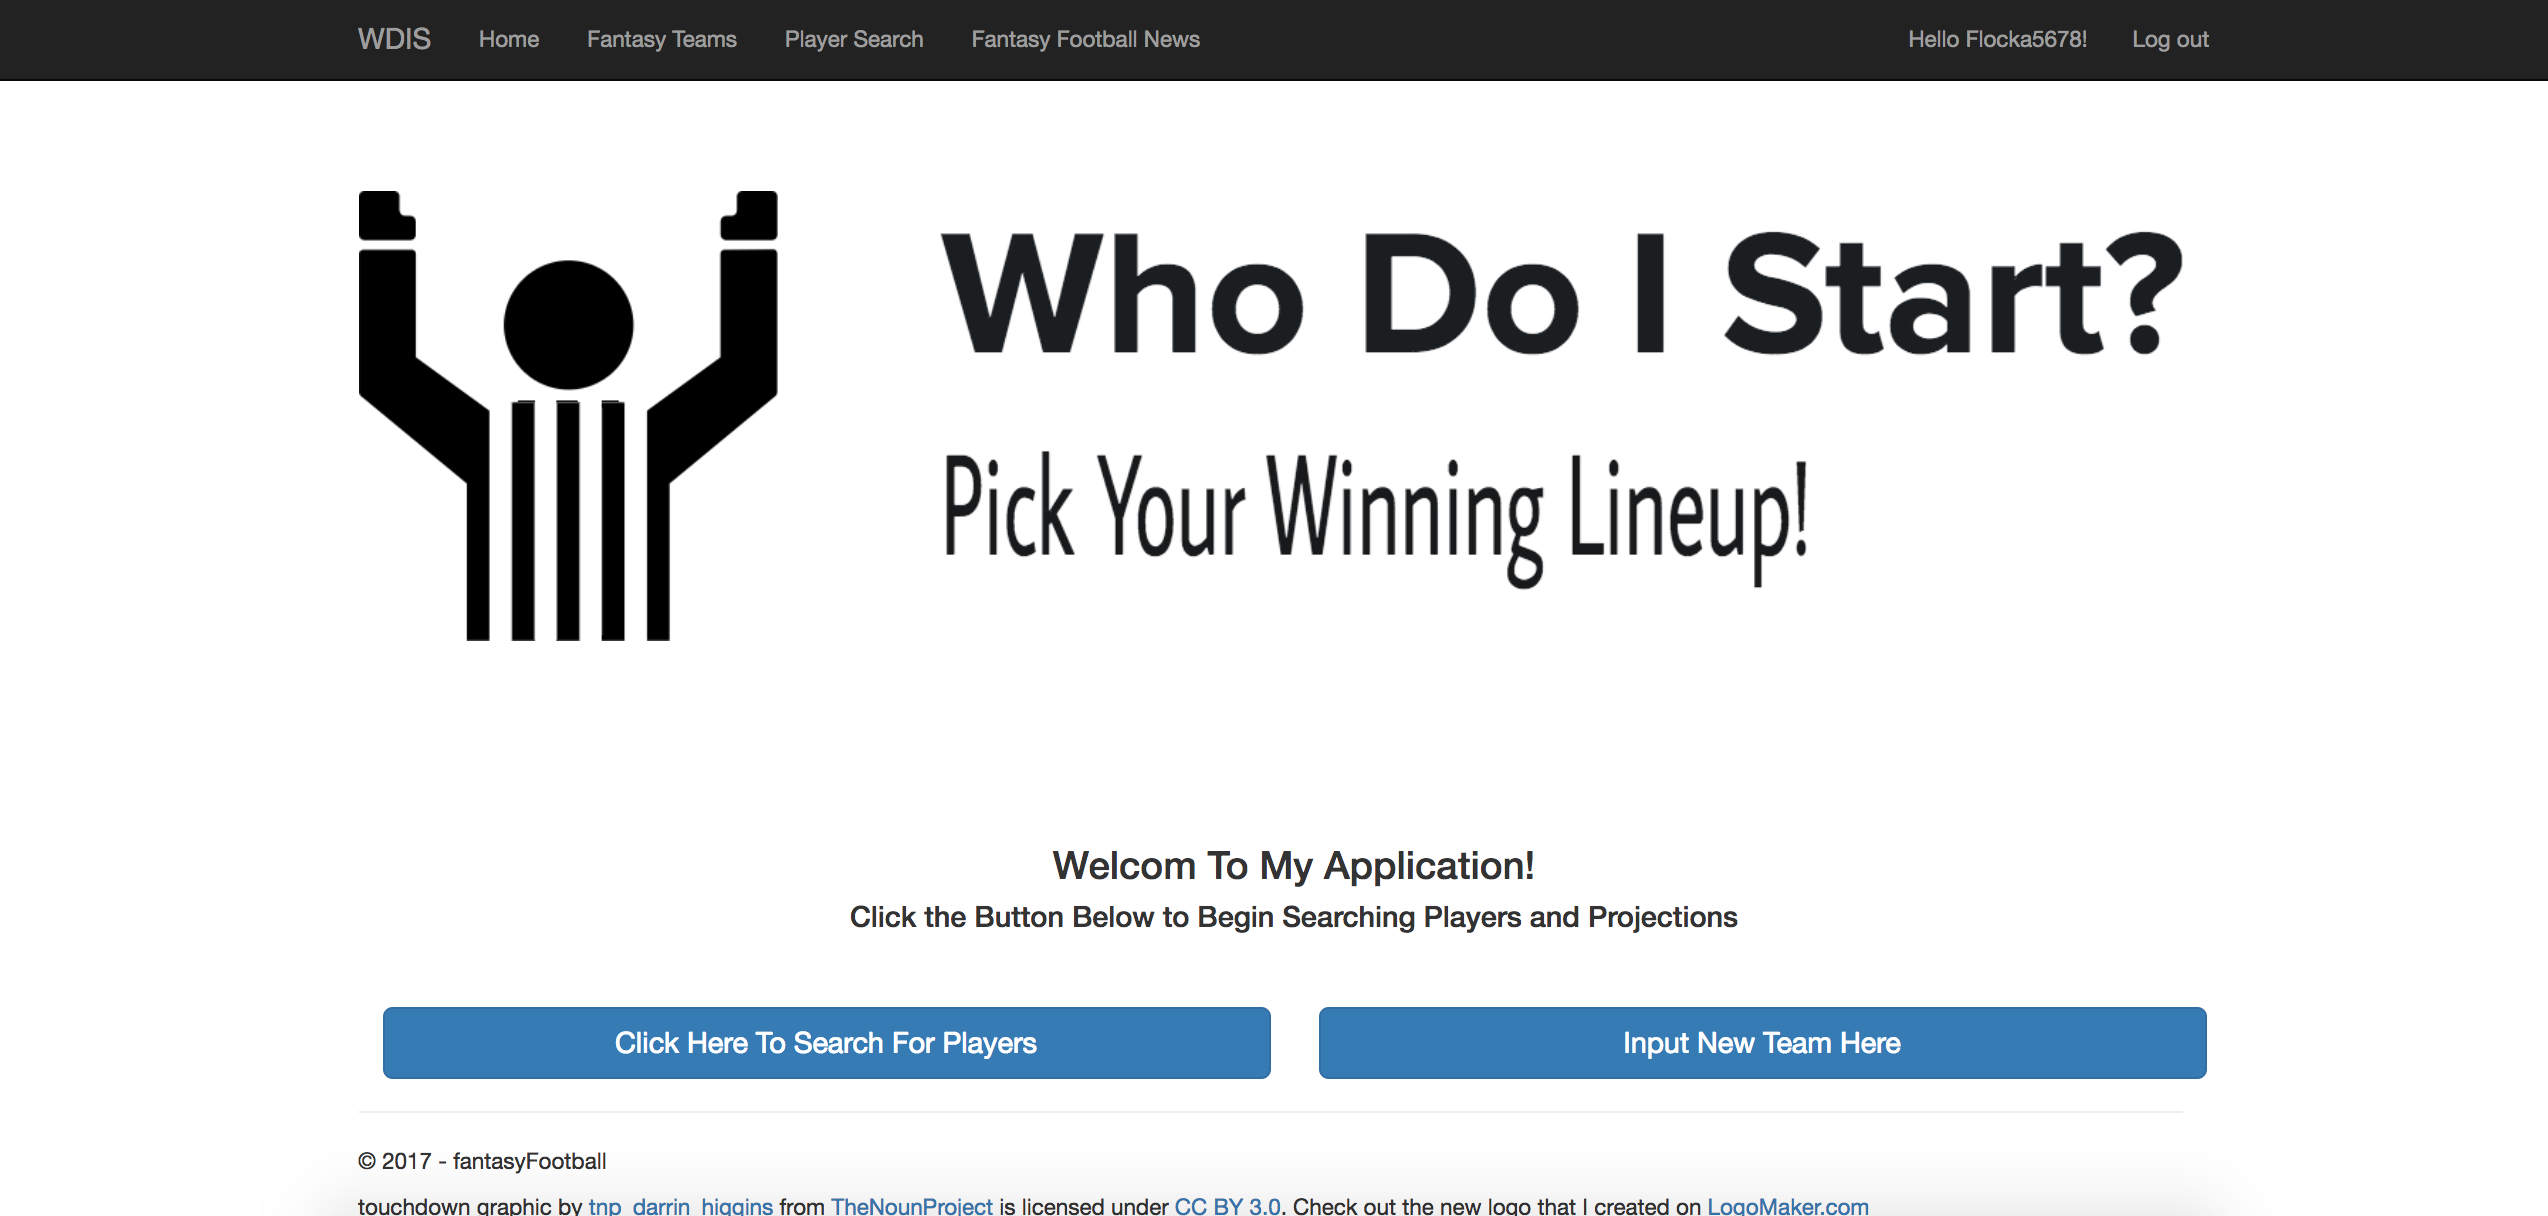 WDIS Home Fantasy Teams Player Search Fantasy Football News Hello Flocka5678! Log out
Who Do I Start?
Pick Your Winning Lineup!
Welcom To My Application!
Click the Button Below to Begin Searching Players and Projections
Click Here To Search For Players Input New Team Here
© 2017 - fantasyFootball
touchdown graphic by tnp_darrin_higgins from TheNounProject is licensed under CC BY 3.0. Check out the new logo that I created on LogoMaker.com